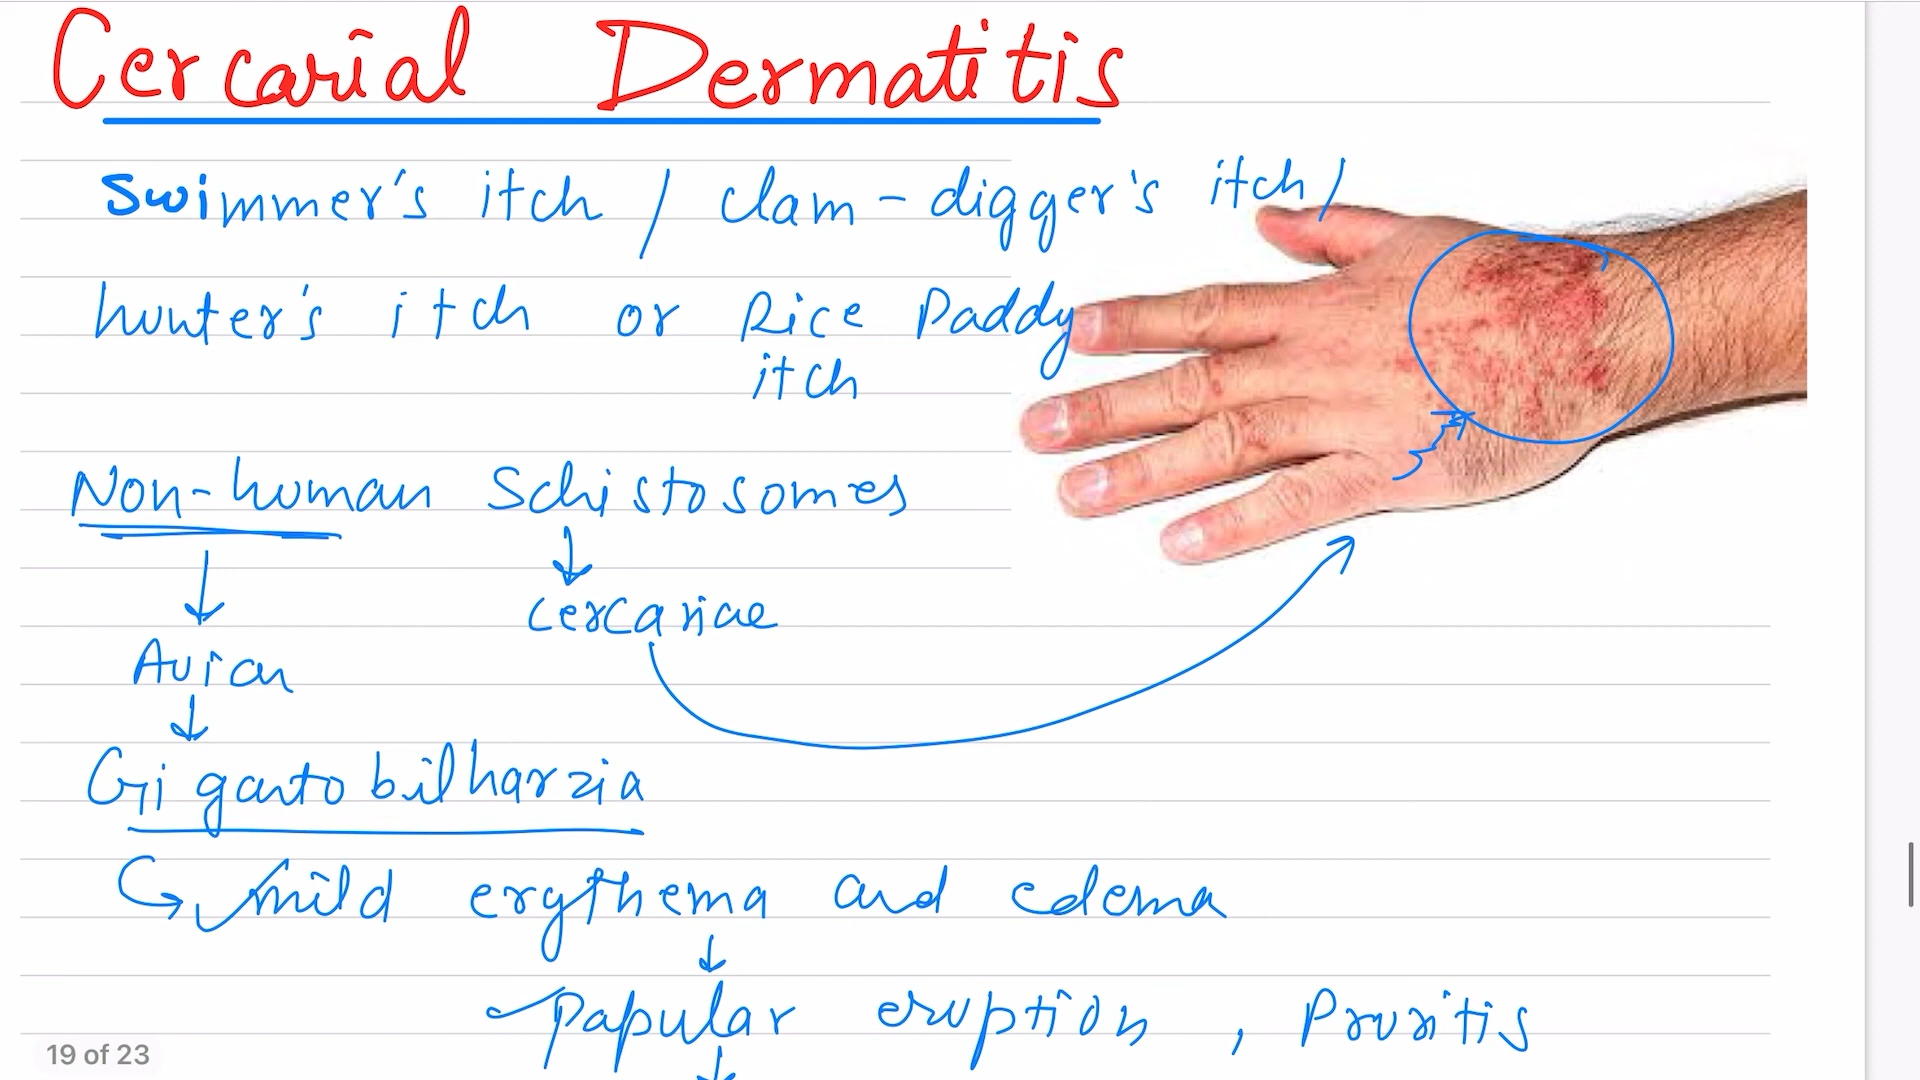 Cercarial Dermatitis
Swimmer's itch / clam-digger's itch /
hunter's itch or Rice Paddy
itch
Non-human Schistosomes
cercariae
Avian
Gigantobilharzia
mild erythema and edema
Papular eruption, Pruritis
19 of 23